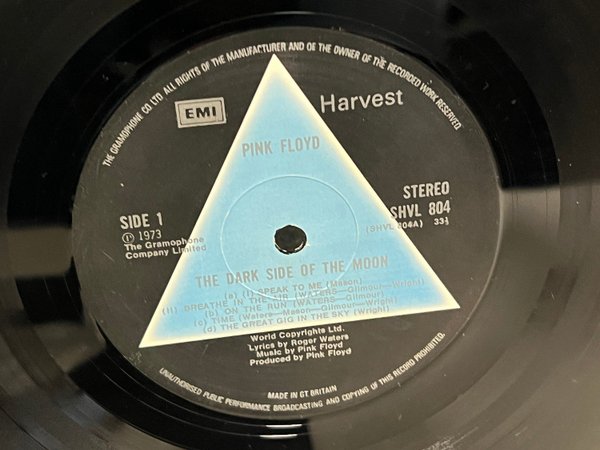 THE GRAMOPHONE CO LTD ALL RIGHTS OF THE MANUFACTURER AND OF THE OWNER OF THE RECORDED WORK RESERVED.
EMI
Harvest
PINK FLOYD
SIDE 1
Ⓟ 1973
The Gramophone
Company Limited
STEREO
SHVL 804
(SHVL 804A) 33⅓
THE DARK SIDE OF THE MOON
(a) (I) SPEAK TO ME (Mason)
(II) BREATHE IN THE AIR (WATERS—Gilmour—Wright)
(b) ON THE RUN (WATERS—Gilmour)
(c) TIME (Waters—Mason—Gilmour—Wright)
(d) THE GREAT GIG IN THE SKY (Wright)
World Copyrights Ltd.
Lyrics by Roger Waters
Music by Pink Floyd
Produced by Pink Floyd
MADE IN GT. BRITAIN
UNAUTHORISED PUBLIC PERFORMANCE BROADCASTING AND COPYING OF THIS RECORD PROHIBITED.